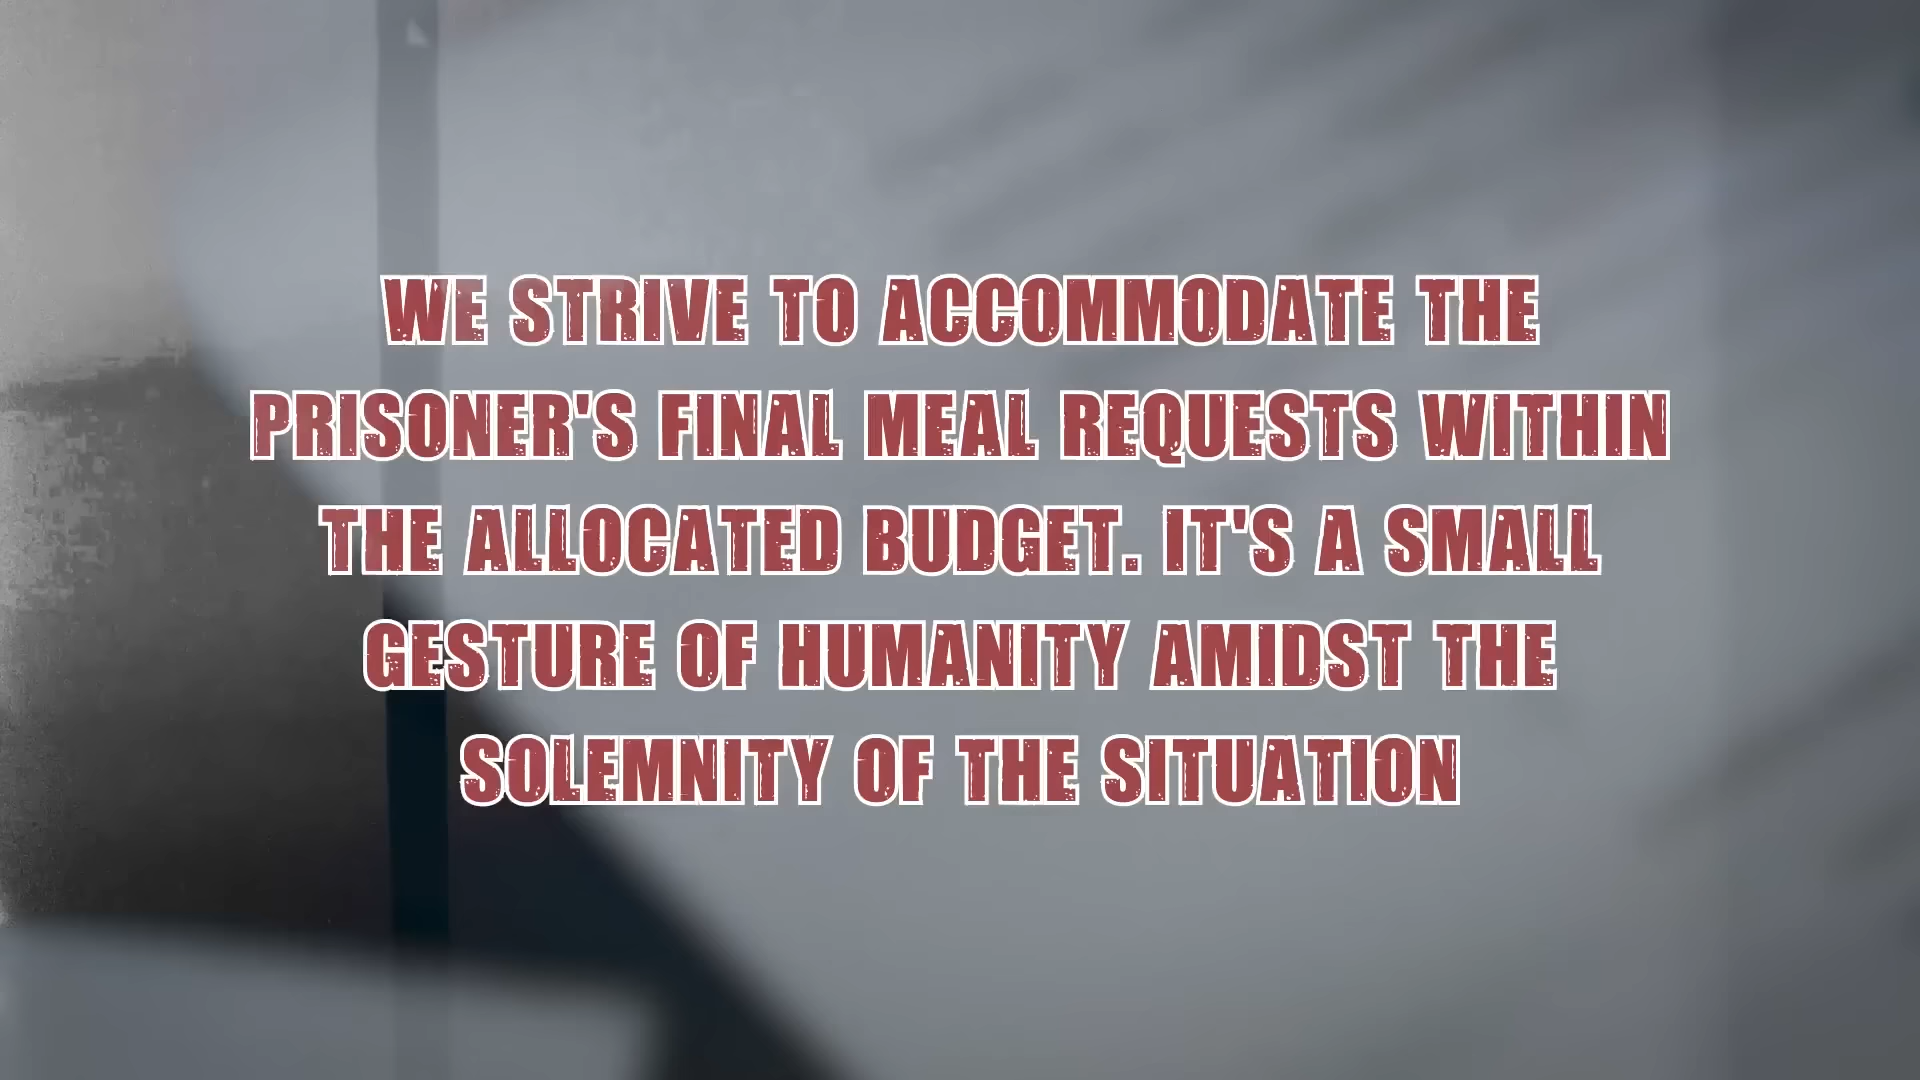 WE STRIVE TO ACCOMMODATE THE
PRISONER'S FINAL MEAL REQUESTS WITHIN
THE ALLOCATED BUDGET. IT'S A SMALL
GESTURE OF HUMANITY AMIDST THE
SOLEMNITY OF THE SITUATION